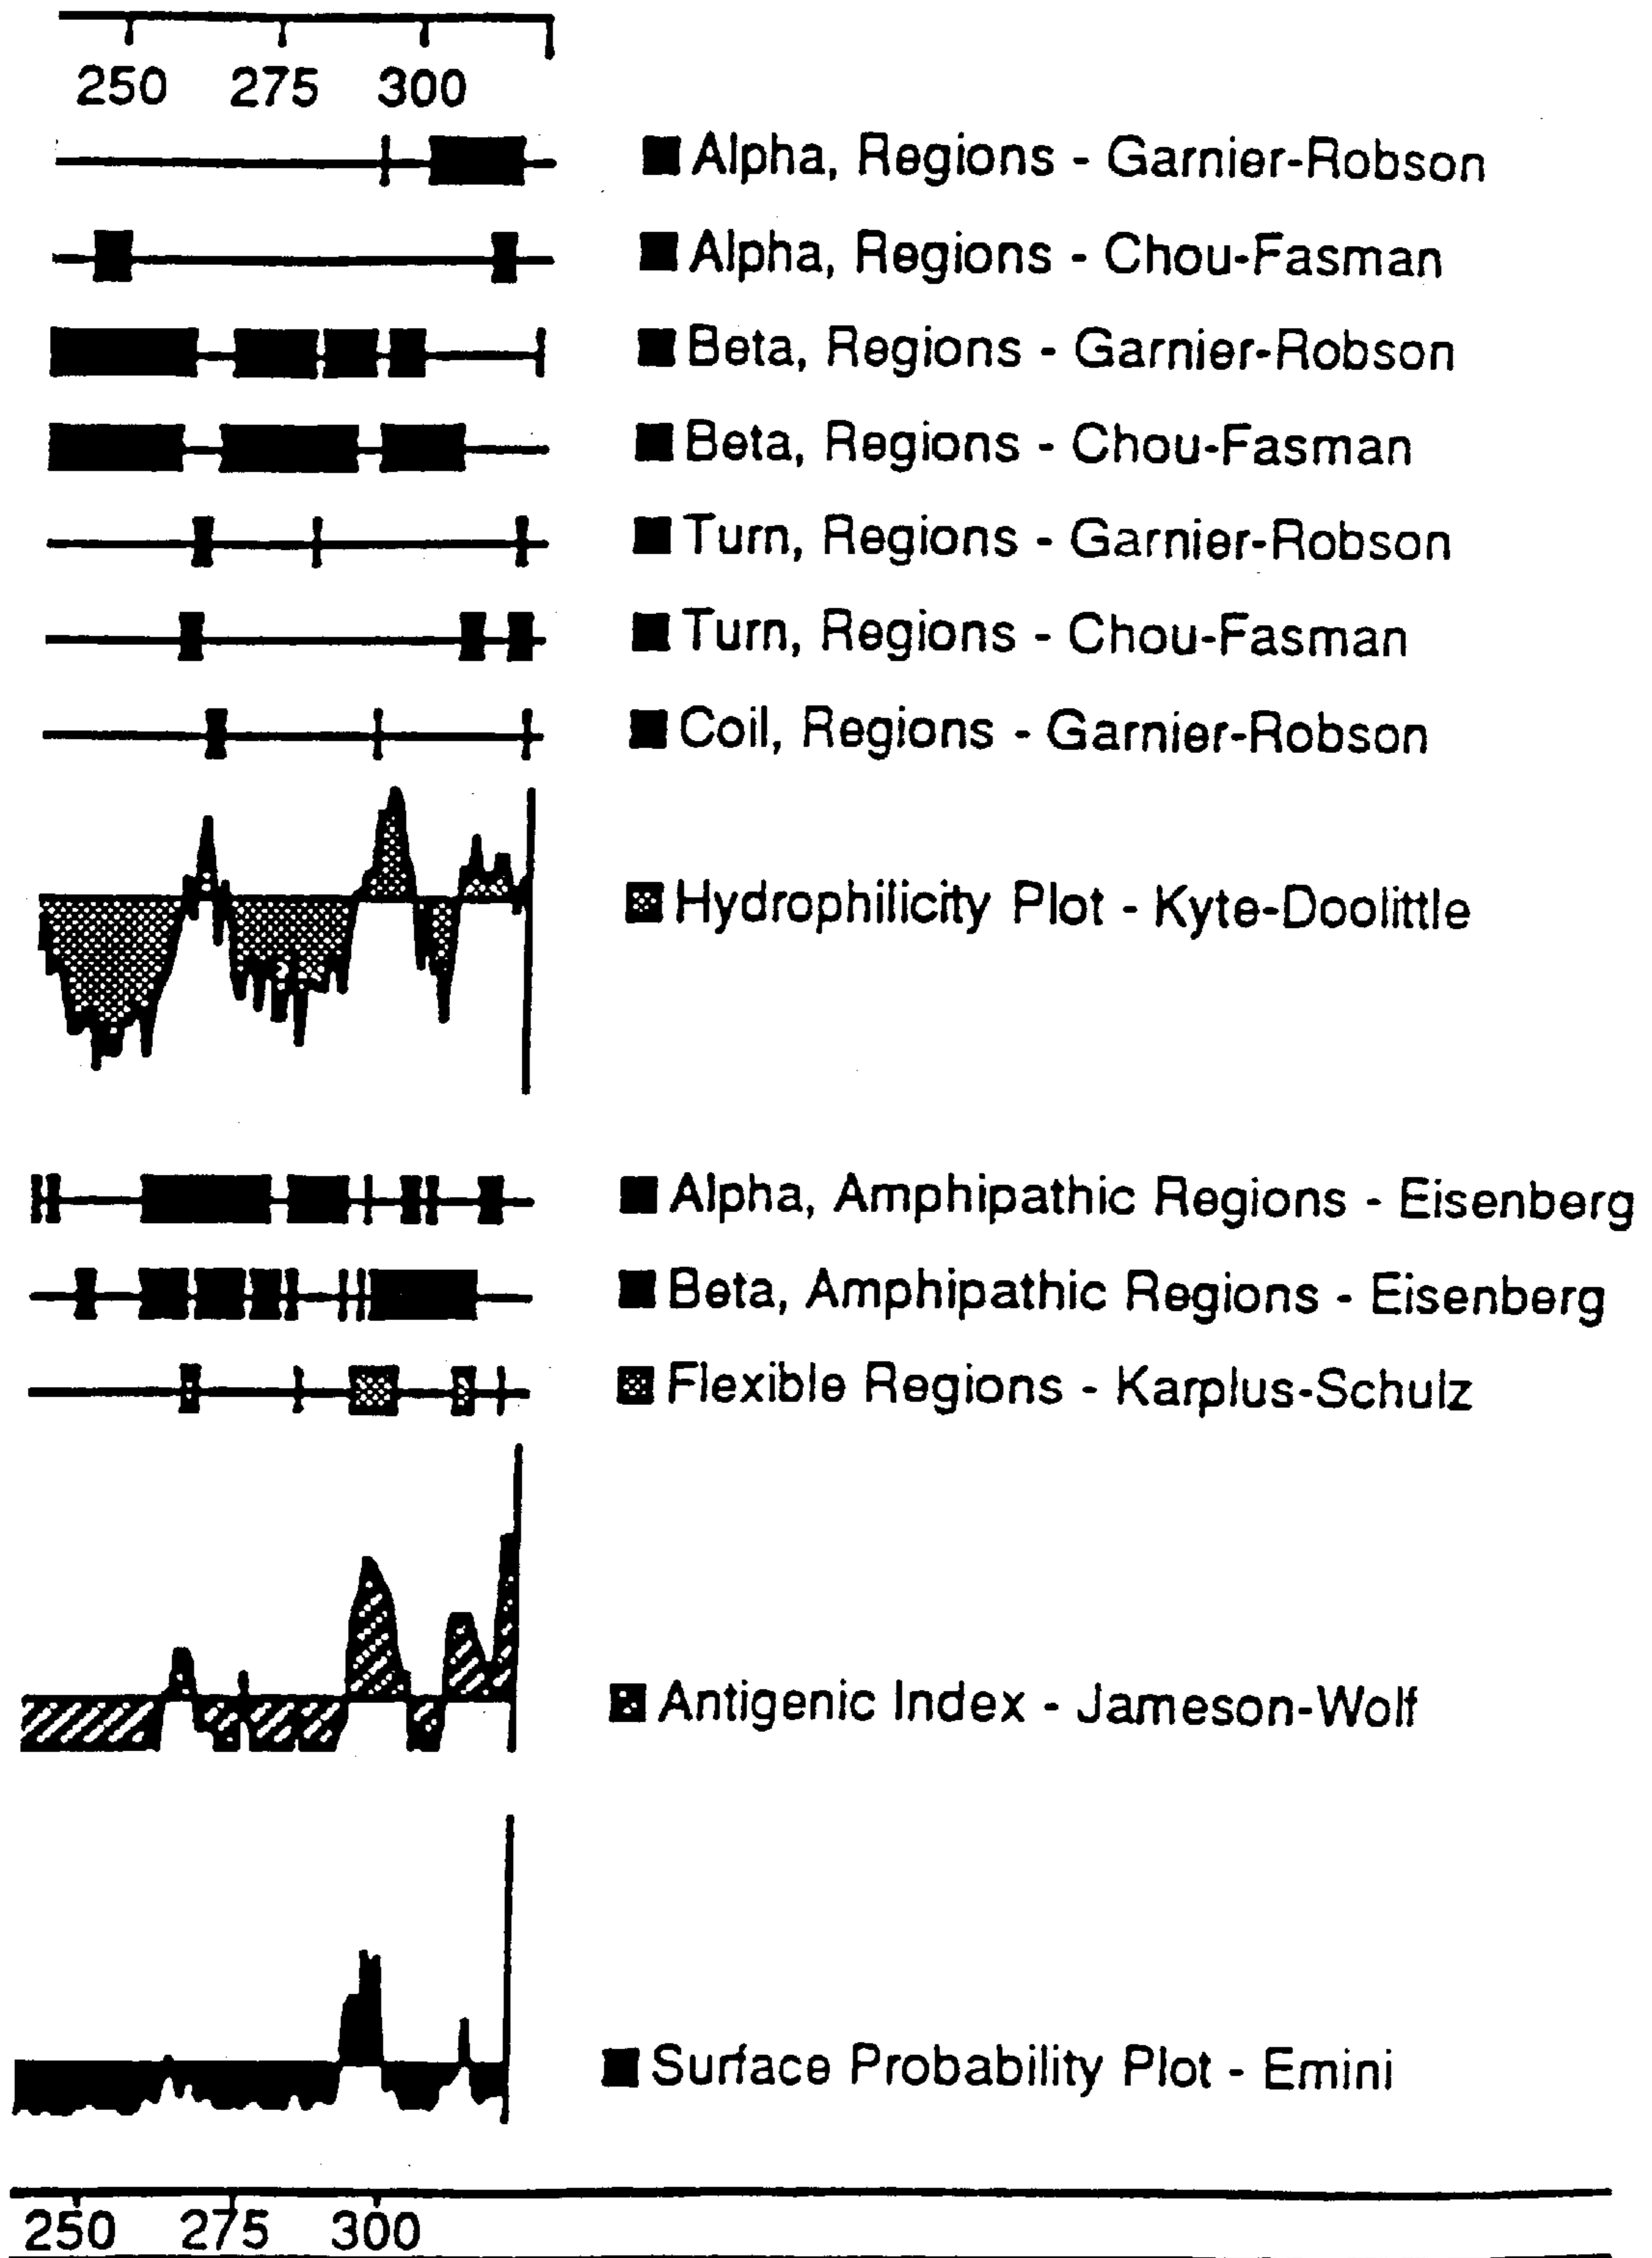 250 275 300
Alpha, Regions - Garnier-Robson
Alpha, Regions - Chou-Fasman
Beta, Regions - Garnier-Robson
Beta, Regions - Chou-Fasman
Turn, Regions - Garnier-Robson
Turn, Regions - Chou-Fasman
Coil, Regions - Garnier-Robson
Hydrophilicity Plot - Kyte-Doolittle
Alpha, Amphipathic Regions - Eisenberg
Beta, Amphipathic Regions - Eisenberg
Flexible Regions - Karplus-Schulz
Antigenic Index - Jameson-Wolf
Surface Probability Plot - Emini
250 275 300